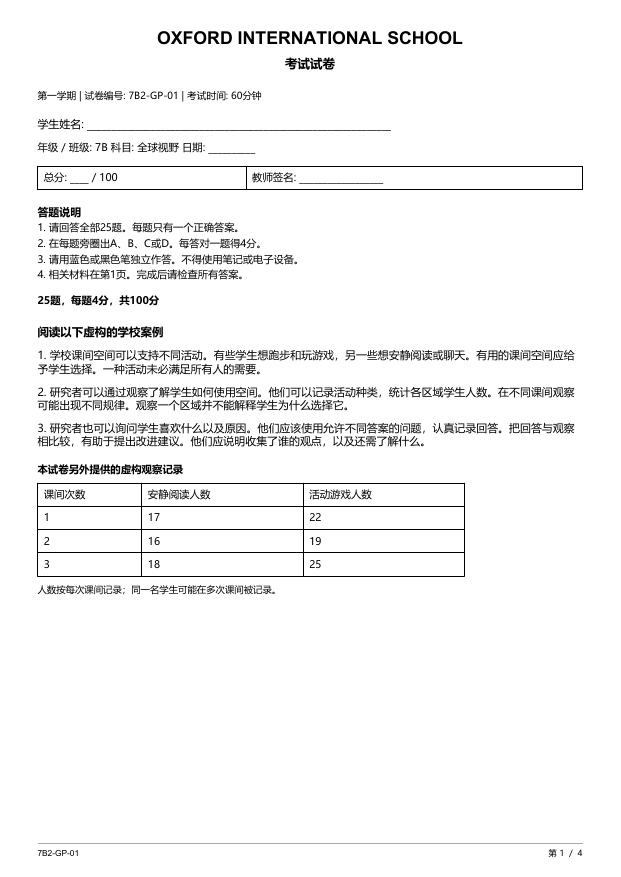 OXFORD INTERNATIONAL SCHOOL
考试试卷
第一学期 | 试卷编号: 7B2-GP-01 | 考试时间: 60分钟
学生姓名: ___________________________________________________________
年级 / 班级: 7B 科目: 全球视野 日期: _________
总分: ____ / 100 教师签名: ________________
答题说明
1. 请回答全部25题。每题只有一个正确答案。
2. 在每题旁圈出A、B、C或D。每答对一题得4分。
3. 请用蓝色或黑色笔独立作答。不得使用笔记或电子设备。
4. 相关材料在第1页。完成后请检查所有答案。
25题，每题4分，共100分
阅读以下虚构的学校案例
1. 学校课间空间可以支持不同活动。有些学生想跑步和玩游戏，另一些想安静阅读或聊天。有用的课间空间应给
予学生选择。一种活动未必满足所有人的需要。
2. 研究者可以通过观察了解学生如何使用空间。他们可以记录活动种类，统计各区域学生人数。在不同课间观察
可能出现不同规律。观察一个区域并不能解释学生为什么选择它。
3. 研究者也可以询问学生喜欢什么以及原因。他们应该使用允许不同答案的问题，认真记录回答。把回答与观察
相比较，有助于提出改进建议。他们应说明收集了谁的观点，以及还需了解什么。
本试卷另外提供的虚构观察记录
课间次数 安静阅读人数 活动游戏人数
1 17 22
2 16 19
3 18 25
人数按每次课间记录；同一名学生可能在多次课间被记录。
7B2-GP-01 第 1 / 4